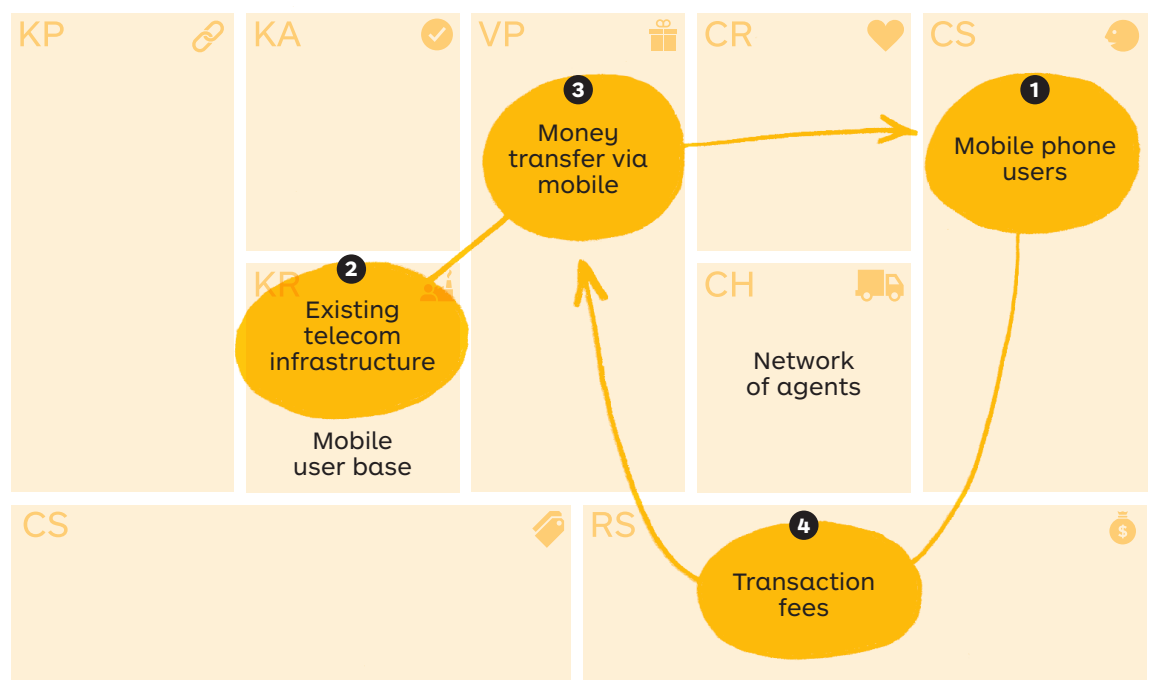 KP
KA
VP
CR
CS
3
Money
transfer via
mobile
1
Mobile phone
users
KR
2
Existing
telecom
infrastructure
Mobile
user base
CH
Network
of agents
CS
RS
$
4
Transaction
fees